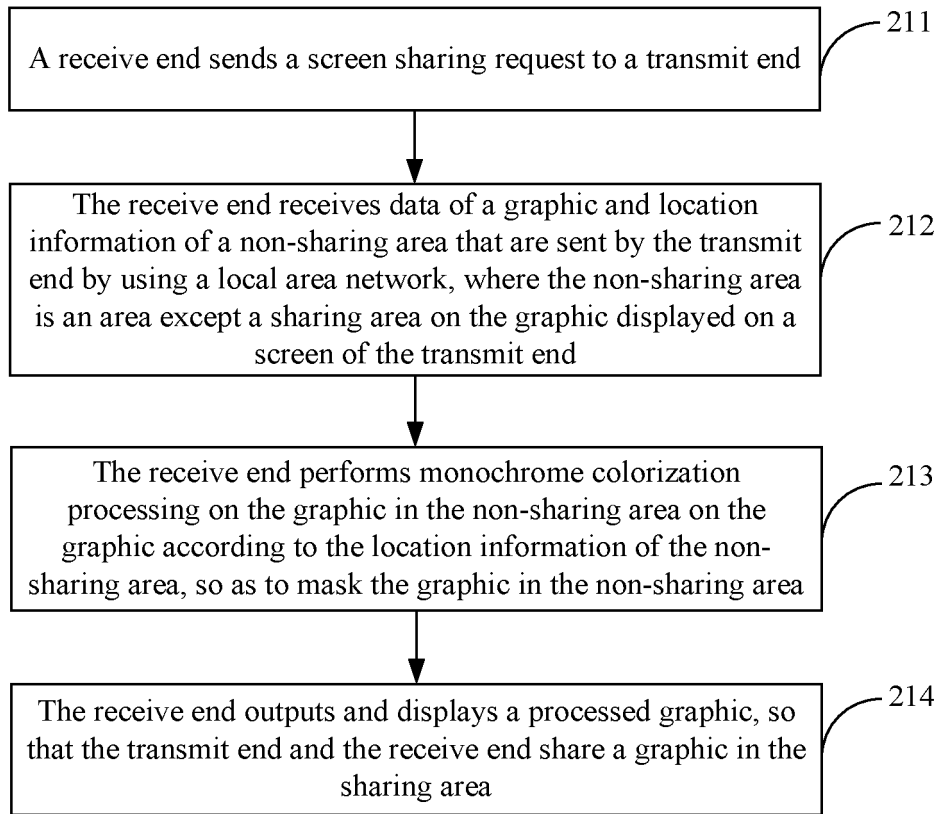 A receive end sends a screen sharing request to a transmit end
211
The receive end receives data of a graphic and location
information of a non-sharing area that are sent by the transmit
end by using a local area network, where the non-sharing area
is an area except a sharing area on the graphic displayed on a
screen of the transmit end
212
The receive end performs monochrome colorization
processing on the graphic in the non-sharing area on the
graphic according to the location information of the non-
sharing area, so as to mask the graphic in the non-sharing area
213
The receive end outputs and displays a processed graphic, so
that the transmit end and the receive end share a graphic in the
sharing area
214